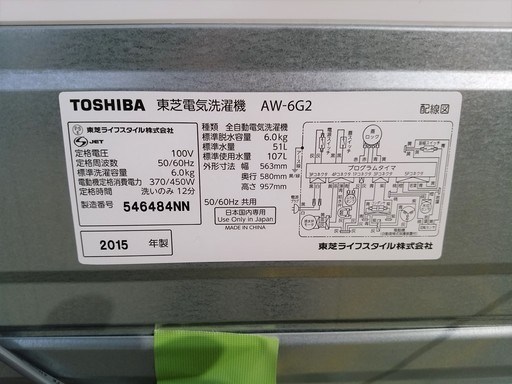 TOSHIBA 東芝電気洗濯機 AW-6G2
配線図
東芝ライフスタイル株式会社
JET
定格電圧 100V
定格周波数 50/60Hz
標準洗濯容量 6.0kg
電動機定格消費電力 370/450W
定格時間 洗いのみ 12分
製造番号 546484NN
2015 年製
種類 全自動電気洗濯機
標準脱水容量 6.0kg
標準水量 51L
標準使用水量 107L
外形寸法 幅 563mm
奥行 580mm
高さ 957mm
50/60Hz 共用
日本国内専用
Use Only in Japan
MADE IN CHINA
プログラムタイマ
東芝ライフスタイル株式会社